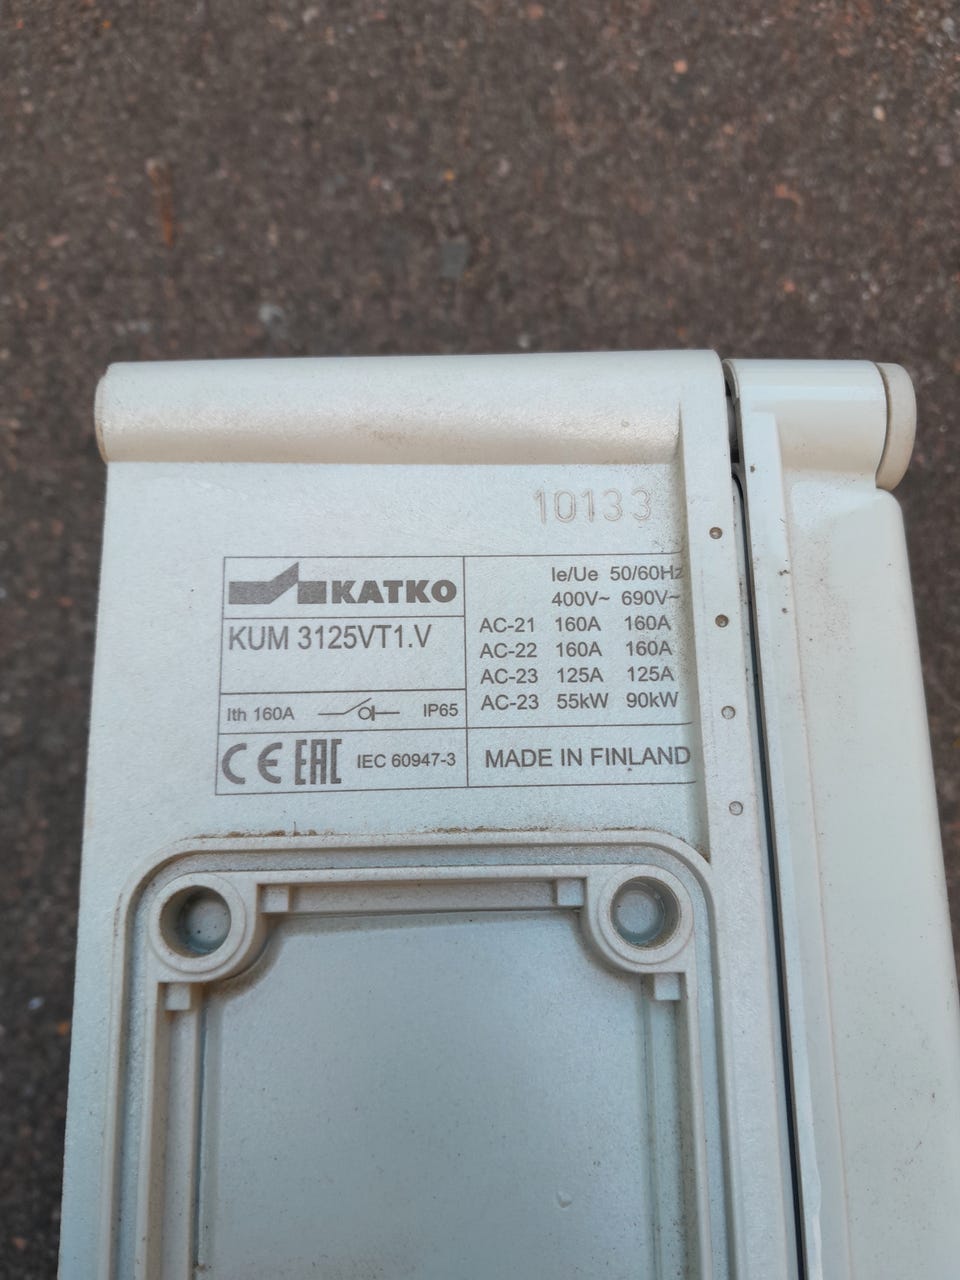 10133
KATKO
KUM 3125VT1.V
Ith 160A IP65
CE EAC IEC 60947-3
Ie/Ue 50/60Hz
400V~ 690V~
AC-21 160A 160A
AC-22 160A 160A
AC-23 125A 125A
AC-23 55kW 90kW
MADE IN FINLAND